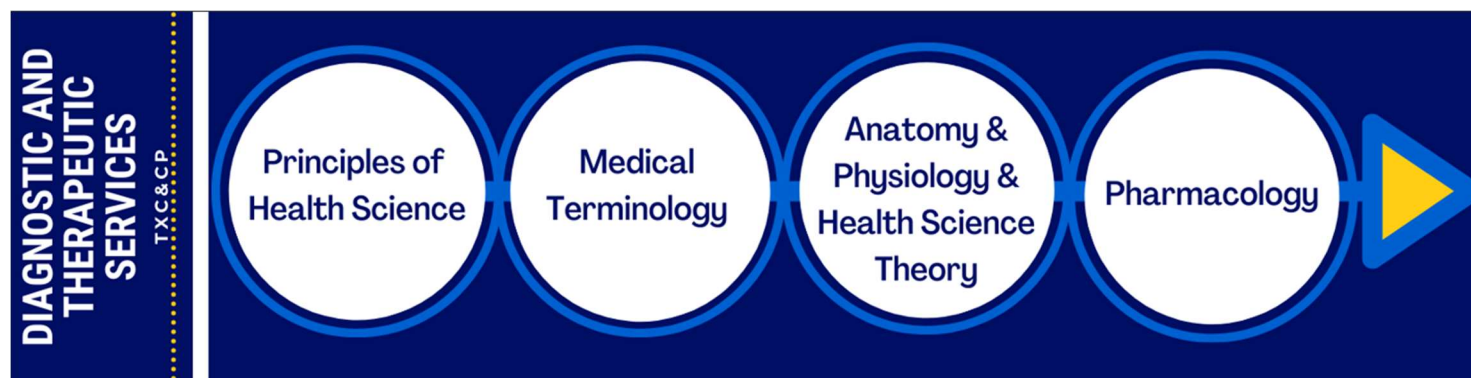 DIAGNOSTIC AND
THERAPEUTIC
SERVICES
TXC&CP
Principles of
Health Science
Medical
Terminology
Anatomy &
Physiology &
Health Science
Theory
Pharmacology